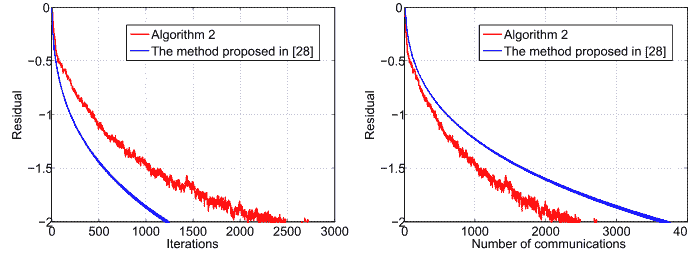 0
−0.5
−1
−1.5
−2
Residual
0 500 1000 1500 2000 2500 3000
Iterations
Algorithm 2
The method proposed in [28]
0
−0.5
−1
−1.5
−2
Residual
0 1000 2000 3000 40
Number of communications
Algorithm 2
The method proposed in [28]